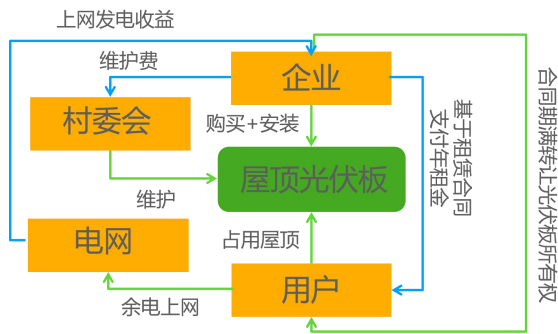 上网发电收益
维护费
企业
村委会
购买+安装
基于租赁合同
支付年租金
合同期满转让光伏板所有权
屋顶光伏板
维护
电网
占用屋顶
余电上网
用户